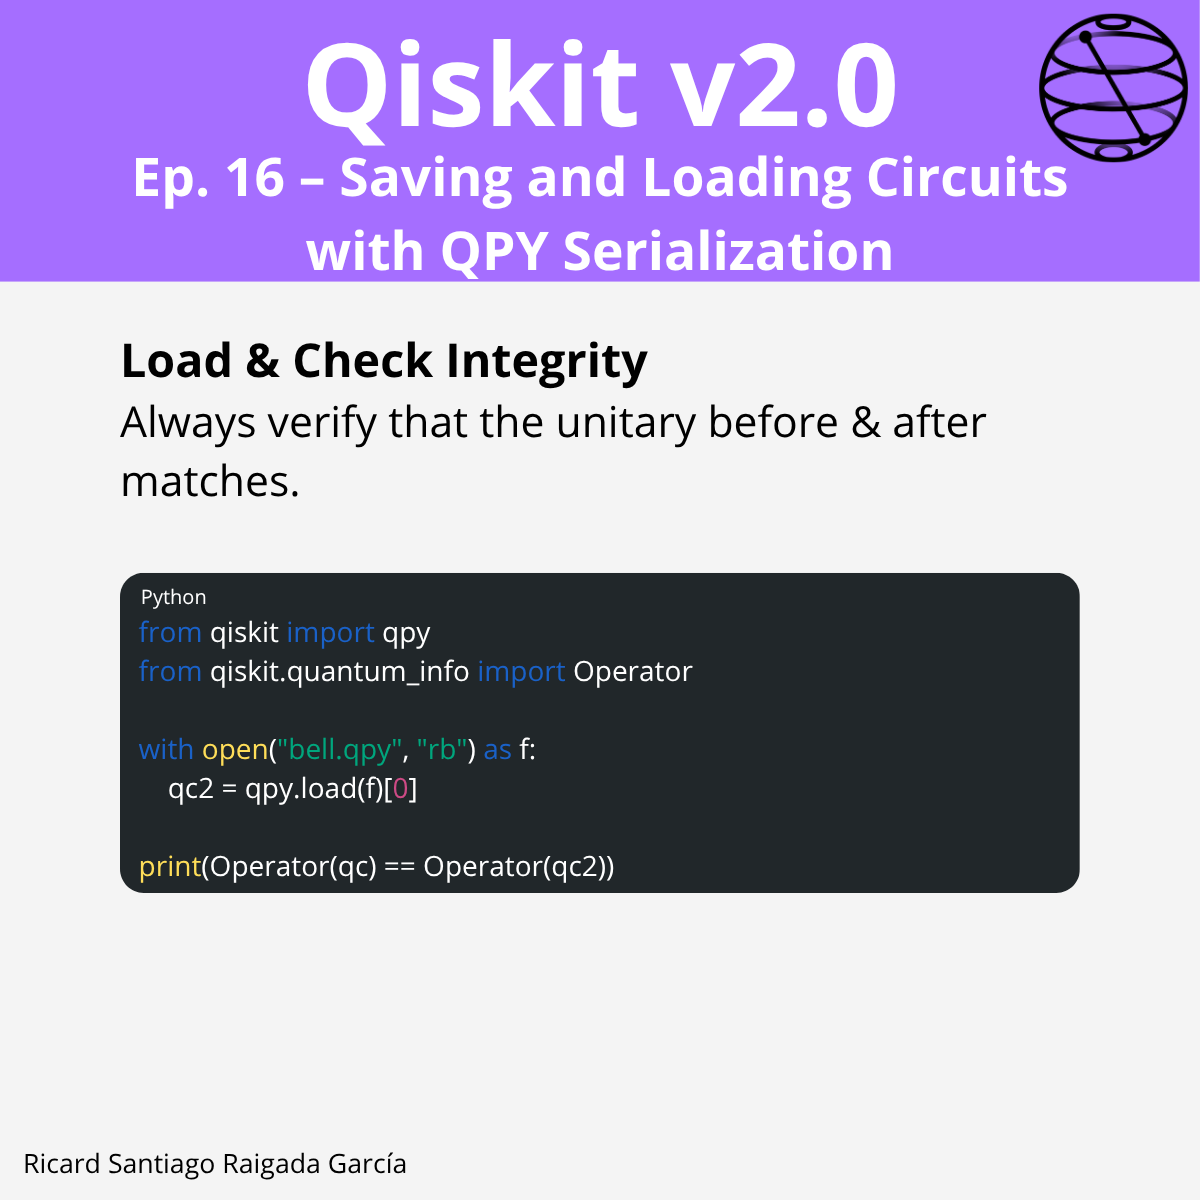 Qiskit v2.0
Ep. 16 – Saving and Loading Circuits
with QPY Serialization
Load & Check Integrity
Always verify that the unitary before & after
matches.
Python
from qiskit import qpy
from qiskit.quantum_info import Operator
with open("bell.qpy", "rb") as f:
    qc2 = qpy.load(f)[0]
print(Operator(qc) == Operator(qc2))
Ricard Santiago Raigada García